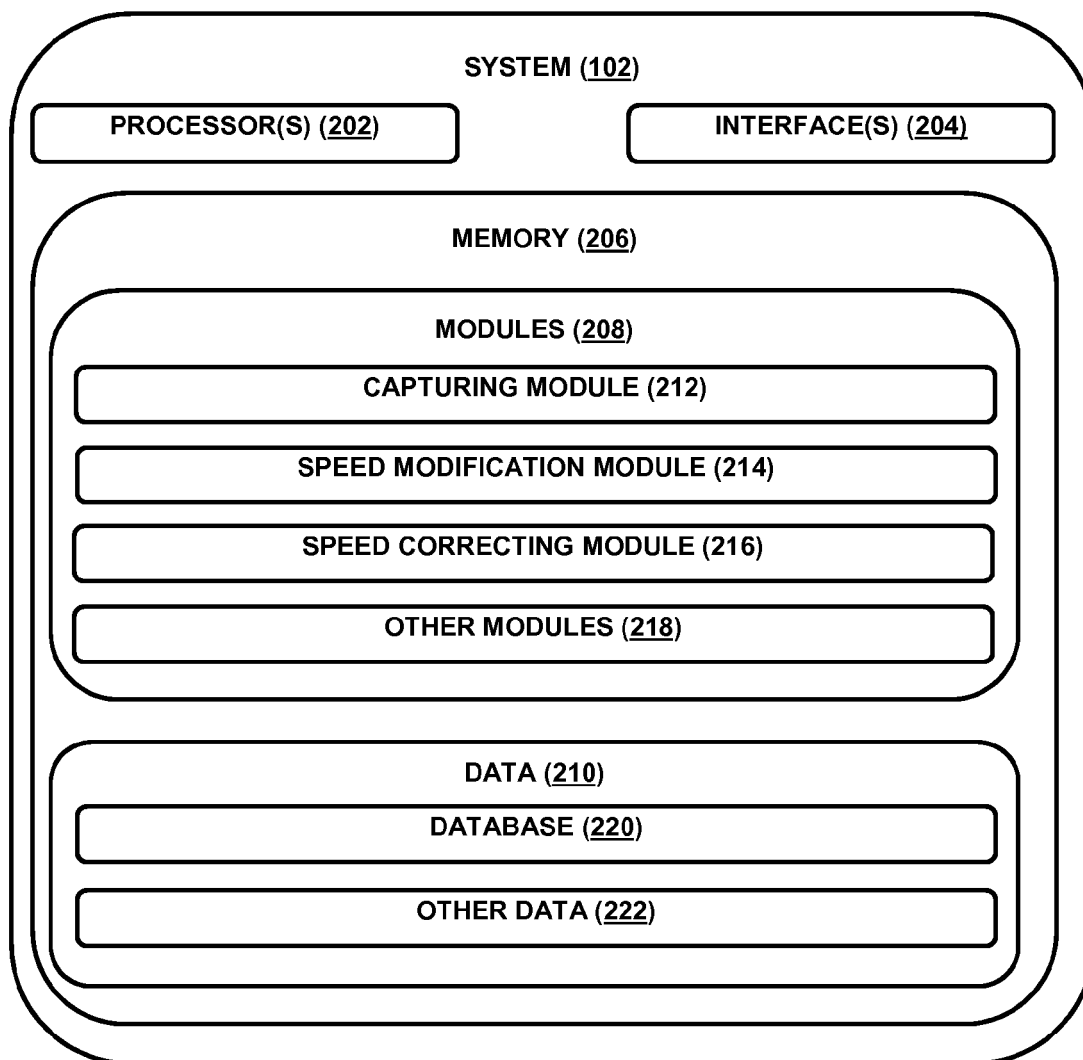 SYSTEM (102)
PROCESSOR(S) (202)
INTERFACE(S) (204)
MEMORY (206)
MODULES (208)
CAPTURING MODULE (212)
SPEED MODIFICATION MODULE (214)
SPEED CORRECTING MODULE (216)
OTHER MODULES (218)
DATA (210)
DATABASE (220)
OTHER DATA (222)